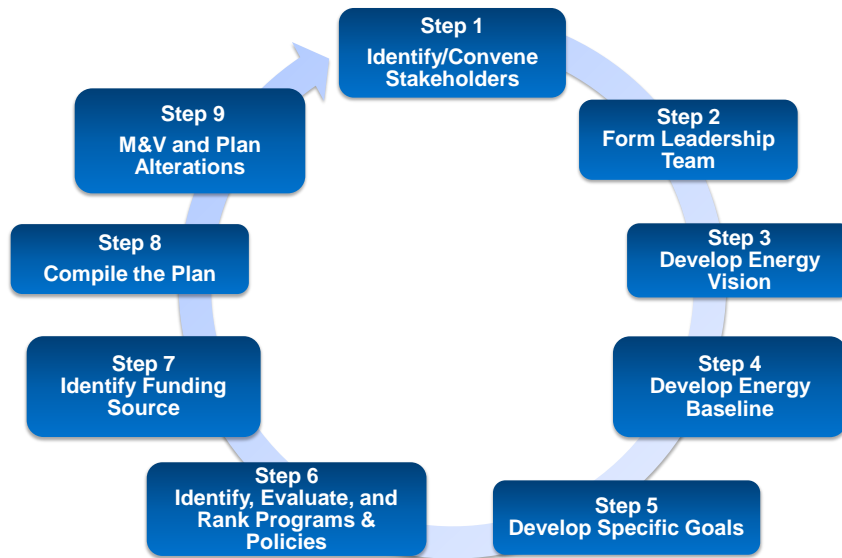 Step 1
Identify/Convene
Stakeholders
Step 2
Form Leadership
Team
Step 3
Develop Energy
Vision
Step 4
Develop Energy
Baseline
Step 5
Develop Specific Goals
Step 6
Identify, Evaluate, and
Rank Programs &
Policies
Step 7
Identify Funding
Source
Step 8
Compile the Plan
Step 9
M&V and Plan
Alterations